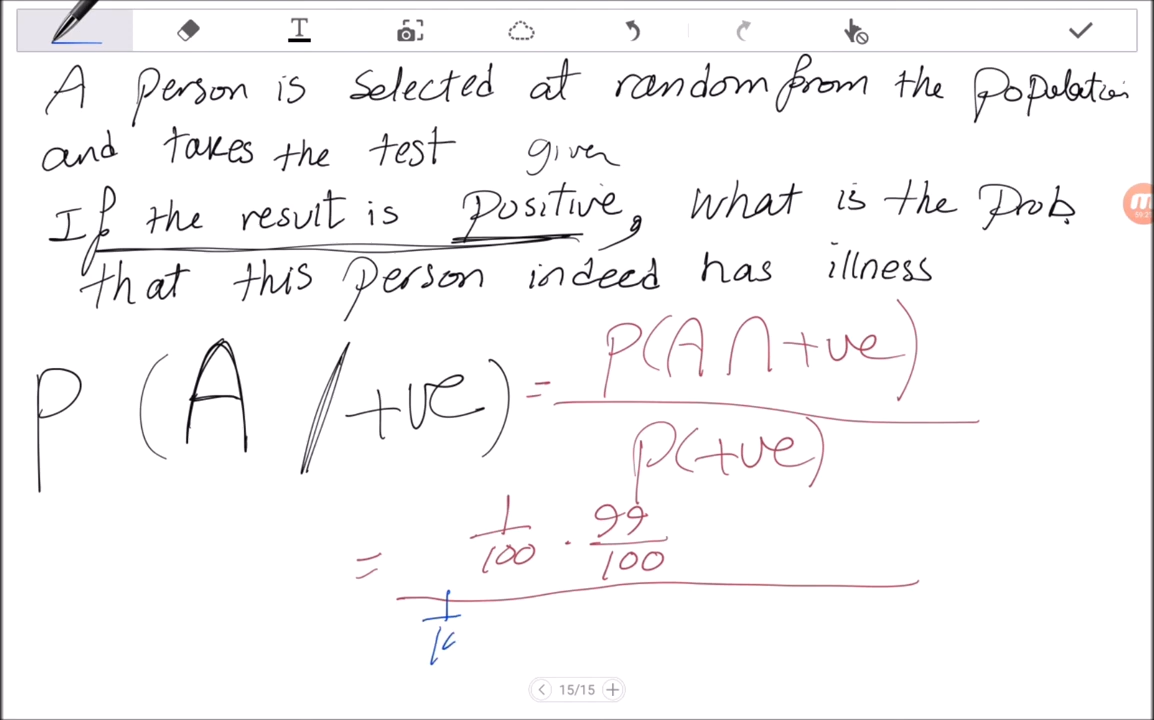 T
A Person is Selected at random from the Population
and takes the test given
If the result is Positive, what is the Prob.
that this Person indeed has illness
P (A / +ve) = P(A ∩ +ve)
P(+ve)
= 1/100 · 99/100
1
15/15